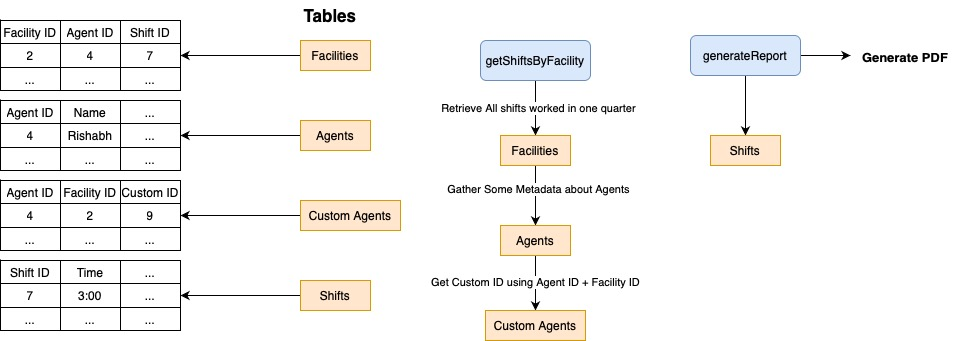 Tables
Facility ID Agent ID Shift ID
2 4 7
... ... ...
Facilities
Agent ID Name ...
4 Rishabh ...
... ... ...
Agents
Agent ID Facility ID Custom ID
4 2 9
... ... ...
Custom Agents
Shift ID Time ...
7 3:00 ...
... ... ...
Shifts
getShiftsByFacility
Retrieve All shifts worked in one quarter
Facilities
Gather Some Metadata about Agents
Agents
Get Custom ID using Agent ID + Facility ID
Custom Agents
generateReport
Generate PDF
Shifts